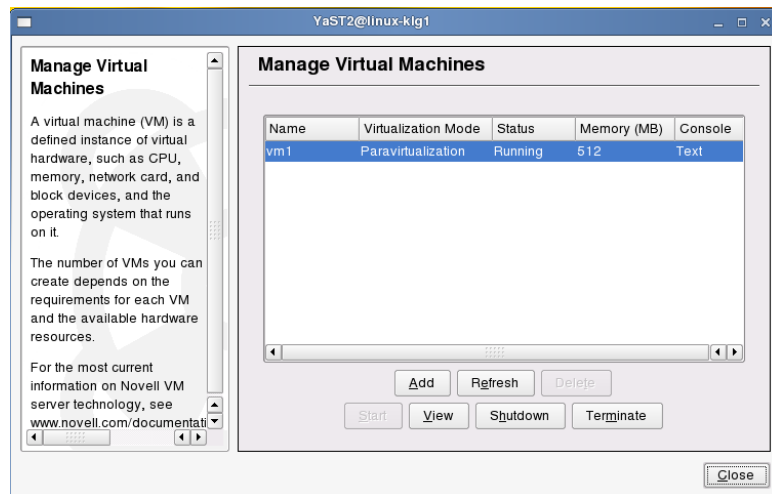 YaST2@linux-klg1
Manage Virtual
Machines
A virtual machine (VM) is a
defined instance of virtual
hardware, such as CPU,
memory, network card, and
block devices, and the
operating system that runs
on it.
The number of VMs you can
create depends on the
requirements for each VM
and the available hardware
resources.
For the most current
information on Novell VM
server technology, see
www.novell.com/documentati
Manage Virtual Machines
Name Virtualization Mode Status Memory (MB) Console
vm1 Paravirtualization Running 512 Text
Add Refresh Delete
Start View Shutdown Terminate
Close